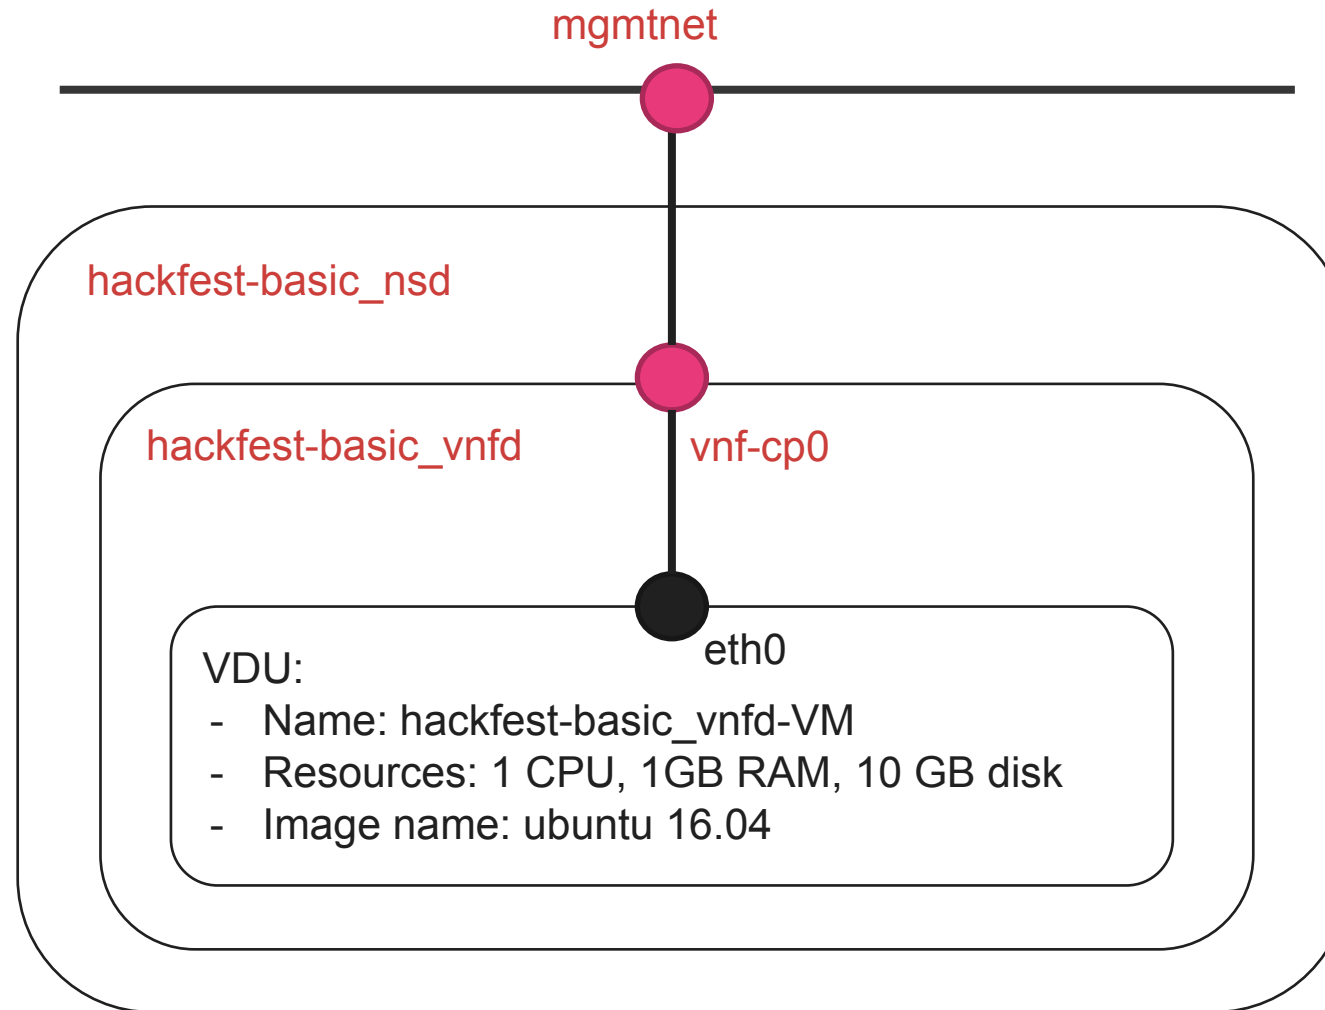 mgmtnet
hackfest-basic_nsd
hackfest-basic_vnfd
vnf-cp0
eth0
VDU:
- Name: hackfest-basic_vnfd-VM
- Resources: 1 CPU, 1GB RAM, 10 GB disk
- Image name: ubuntu 16.04